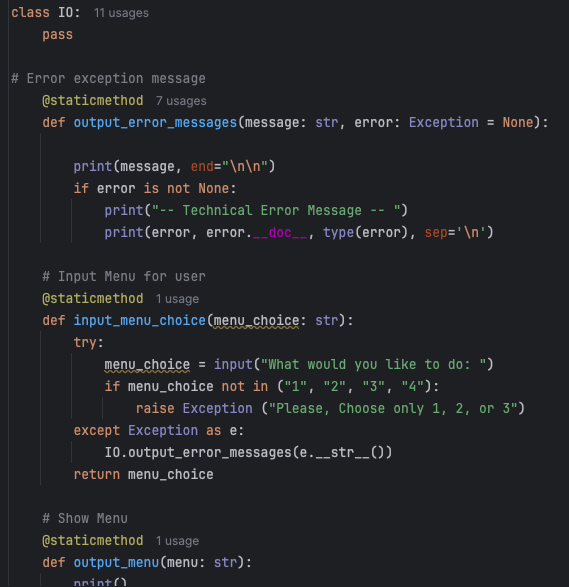 class IO: 11 usages
    pass

# Error exception message
    @staticmethod 7 usages
    def output_error_messages(message: str, error: Exception = None):

        print(message, end="\n\n")
        if error is not None:
            print("-- Technical Error Message -- ")
            print(error, error.__doc__, type(error), sep='\n')

    # Input Menu for user
    @staticmethod 1 usage
    def input_menu_choice(menu_choice: str):
        try:
            menu_choice = input("What would you like to do: ")
            if menu_choice not in ("1", "2", "3", "4"):
                raise Exception ("Please, Choose only 1, 2, or 3")
        except Exception as e:
            IO.output_error_messages(e.__str__())
        return menu_choice

    # Show Menu
    @staticmethod 1 usage
    def output_menu(menu: str):
        print()